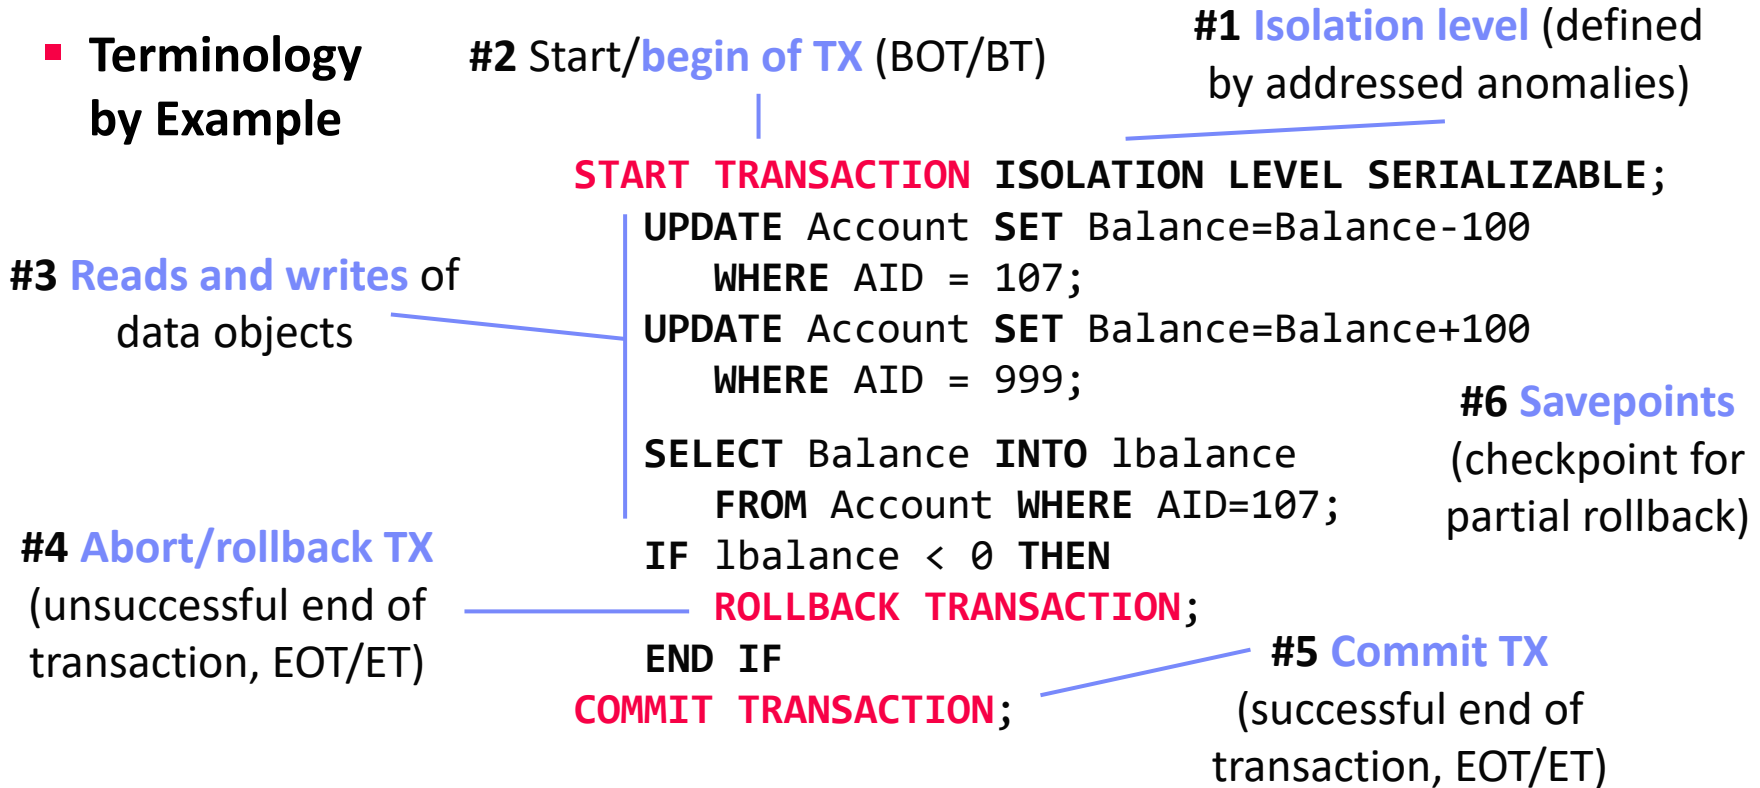 ▪ Terminology
by Example
#2 Start/begin of TX (BOT/BT)
#1 Isolation level (defined
by addressed anomalies)
START TRANSACTION ISOLATION LEVEL SERIALIZABLE;
UPDATE Account SET Balance=Balance-100
WHERE AID = 107;
UPDATE Account SET Balance=Balance+100
WHERE AID = 999;
SELECT Balance INTO lbalance
FROM Account WHERE AID=107;
IF lbalance < 0 THEN
ROLLBACK TRANSACTION;
END IF
COMMIT TRANSACTION;
#3 Reads and writes of
data objects
#4 Abort/rollback TX
(unsuccessful end of
transaction, EOT/ET)
#6 Savepoints
(checkpoint for
partial rollback)
#5 Commit TX
(successful end of
transaction, EOT/ET)